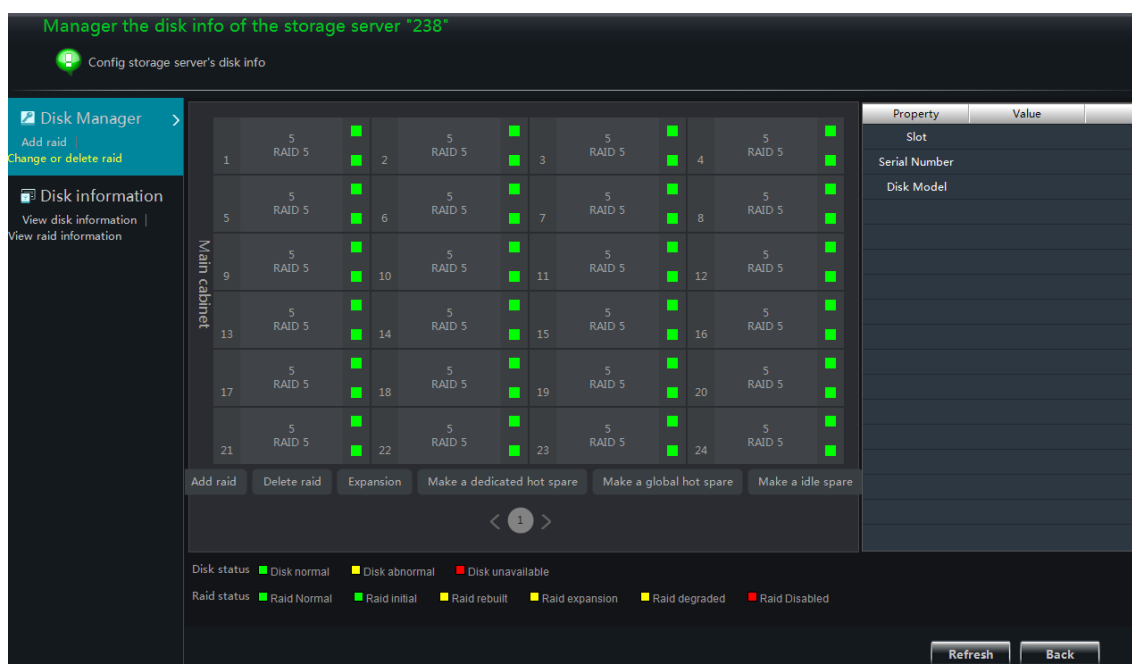 Manager the disk info of the storage server "238"
Config storage server's disk info
Disk Manager
Add raid |
Change or delete raid
Disk information
View disk information |
View raid information
Main cabinet
5 5 5 5
RAID 5 RAID 5 RAID 5 RAID 5
1 2 3 4
5 5 5 5
RAID 5 RAID 5 RAID 5 RAID 5
5 6 7 8
5 5 5 5
RAID 5 RAID 5 RAID 5 RAID 5
9 10 11 12
5 5 5 5
RAID 5 RAID 5 RAID 5 RAID 5
13 14 15 16
5 5 5 5
RAID 5 RAID 5 RAID 5 RAID 5
17 18 19 20
5 5 5 5
RAID 5 RAID 5 RAID 5 RAID 5
21 22 23 24
Add raid Delete raid Expansion Make a dedicated hot spare Make a global hot spare Make a idle spare
< 1 >
Property Value
Slot
Serial Number
Disk Model
Disk status Disk normal Disk abnormal Disk unavailable
Raid status Raid Normal Raid initial Raid rebuilt Raid expansion Raid degraded Raid Disabled
Refresh Back